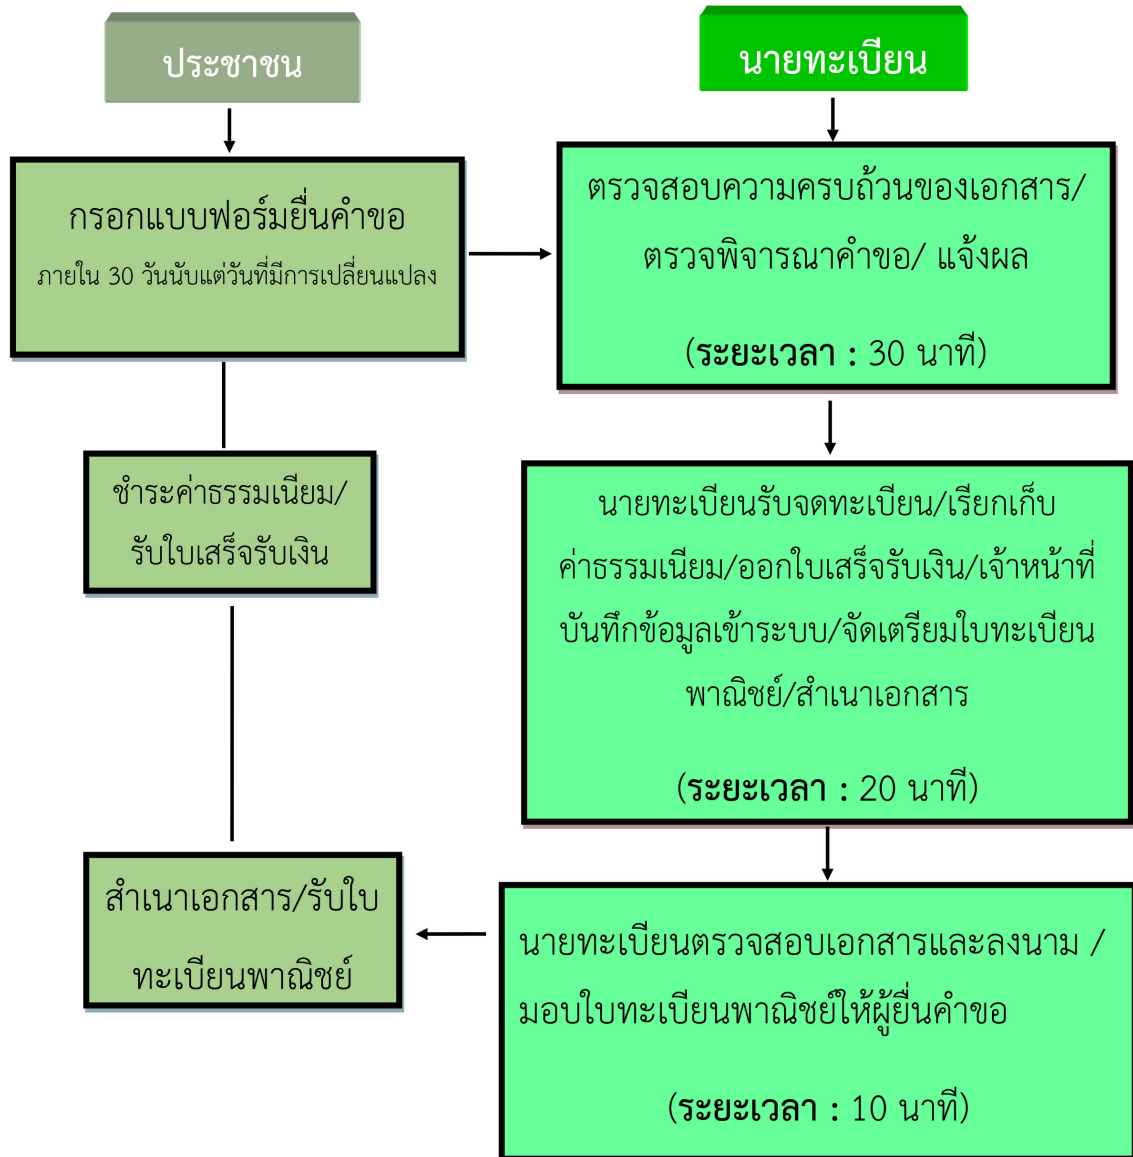 ประชาชน
นายทะเบียน
กรอกแบบฟอร์มยื่นคำขอ
ภายใน 30 วันนับแต่วันที่มีการเปลี่ยนแปลง
ตรวจสอบความครบถ้วนของเอกสาร/
ตรวจพิจารณาคำขอ/ แจ้งผล
(ระยะเวลา : 30 นาที)
ชำระค่าธรรมเนียม/
รับใบเสร็จรับเงิน
นายทะเบียนรับจดทะเบียน/เรียกเก็บ
ค่าธรรมเนียม/ออกใบเสร็จรับเงิน/เจ้าหน้าที่
บันทึกข้อมูลเข้าระบบ/จัดเตรียมใบทะเบียน
พาณิชย์/สำเนาเอกสาร
(ระยะเวลา : 20 นาที)
สำเนาเอกสาร/รับใบ
ทะเบียนพาณิชย์
นายทะเบียนตรวจสอบเอกสารและลงนาม /
มอบใบทะเบียนพาณิชย์ให้ผู้ยื่นคำขอ
(ระยะเวลา : 10 นาที)